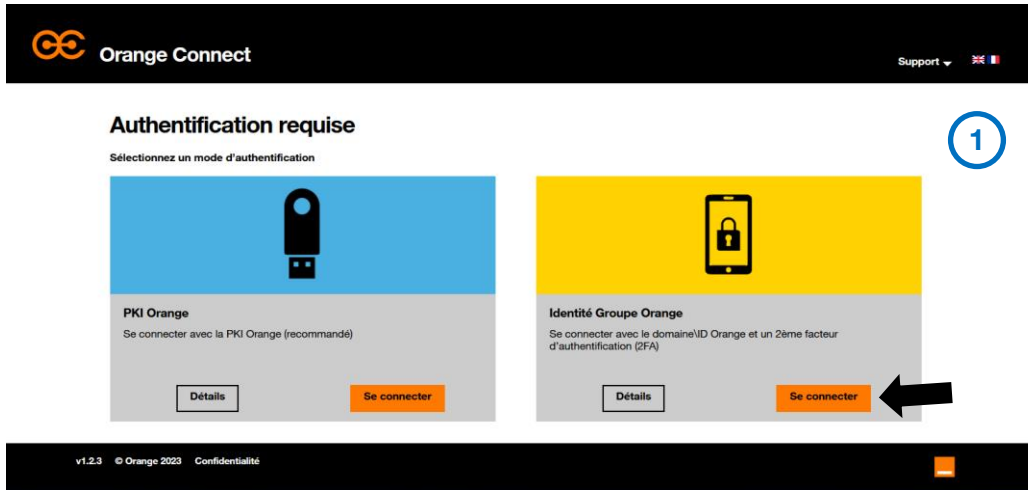 Orange Connect
Support
Authentification requise
1
Sélectionnez un mode d'authentification
PKI Orange
Se connecter avec la PKI Orange (recommandé)
Détails
Se connecter
Identité Groupe Orange
Se connecter avec le domaine\ID Orange et un 2ème facteur
d'authentification (2FA)
Détails
Se connecter
v1.2.3 © Orange 2023 Confidentialité